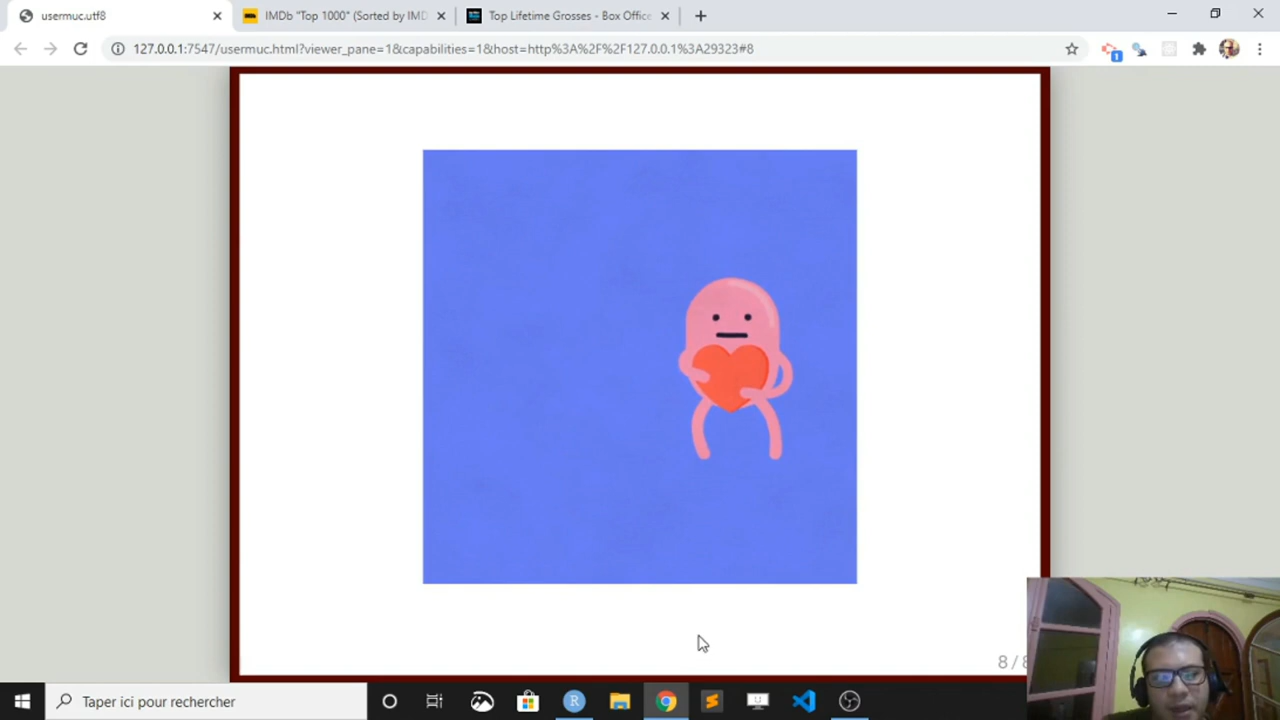 usermuc.utf8
IMDb "Top 1000" (Sorted by IMD
Top Lifetime Grosses - Box Office
127.0.0.1:7547/usermuc.html?viewer_pane=1&capabilities=1&host=http%3A%2F%2F127.0.0.1%3A29323#8
1
8 / 8
Taper ici pour rechercher
R